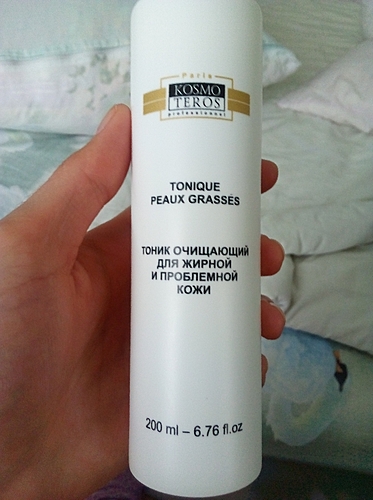 Paris
KOSMO
TEROS
professionnel
TONIQUE
PEAUX GRASSES
ТОНИК ОЧИЩАЮЩИЙ
ДЛЯ ЖИРНОЙ
И ПРОБЛЕМНОЙ
КОЖИ
200 ml – 6.76 fl.oz